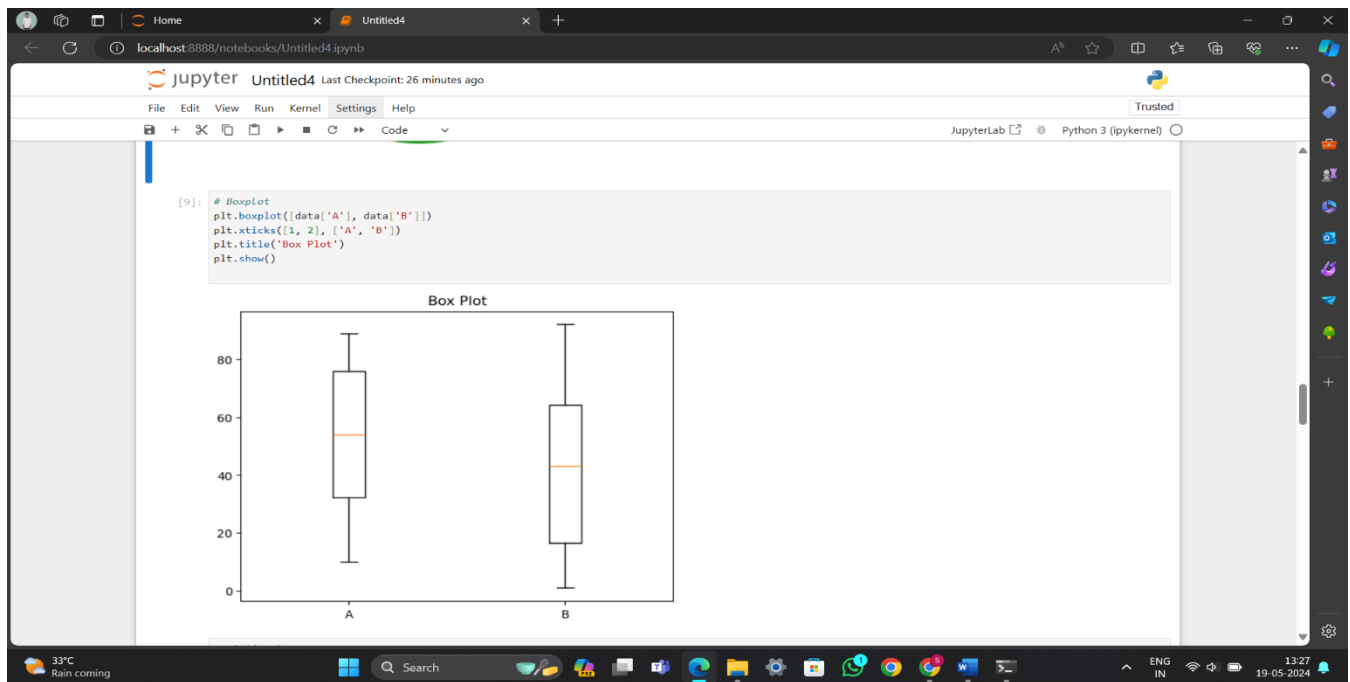 Home
Untitled4
localhost:8888/notebooks/Untitled4.ipynb
jupyter Untitled4 Last Checkpoint: 26 minutes ago
File Edit View Run Kernel Settings Help
Trusted
Code
JupyterLab
Python 3 (ipykernel)
[9]: # Boxplot
plt.boxplot([data['A'], data['B']])
plt.xticks([1, 2], ['A', 'B'])
plt.title('Box Plot')
plt.show()
Box Plot
80
60
40
20
0
A B
33°C
Rain coming
Search
PRE
1
ENG
IN
13:27
19-05-2024